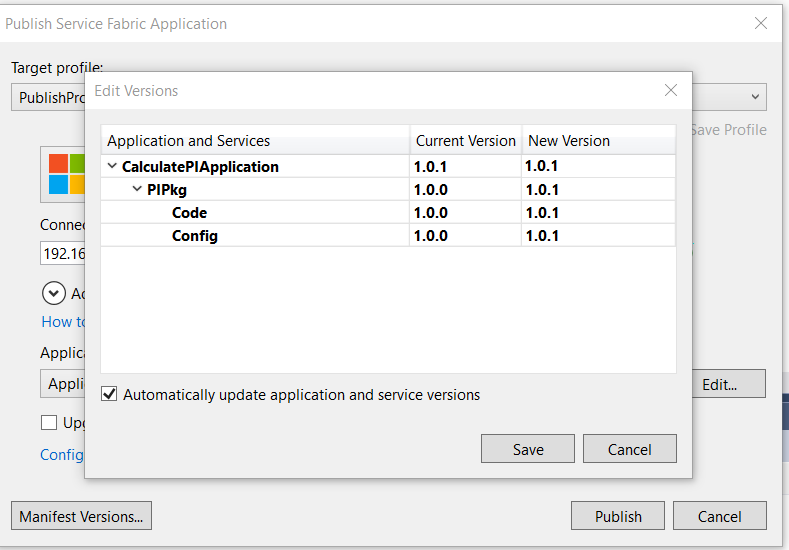 Publish Service Fabric Application
Target profile:
PublishPro
Edit Versions
Save Profile
Application and Services Current Version New Version
CalculatePIApplication 1.0.1 1.0.1
PIPkg 1.0.0 1.0.1
Code 1.0.0 1.0.1
Config 1.0.0 1.0.1
Connec
192.16
Ad
How to
Applica
Appli
Edit...
Automatically update application and service versions
Upg
Config
Save Cancel
Manifest Versions... Publish Cancel